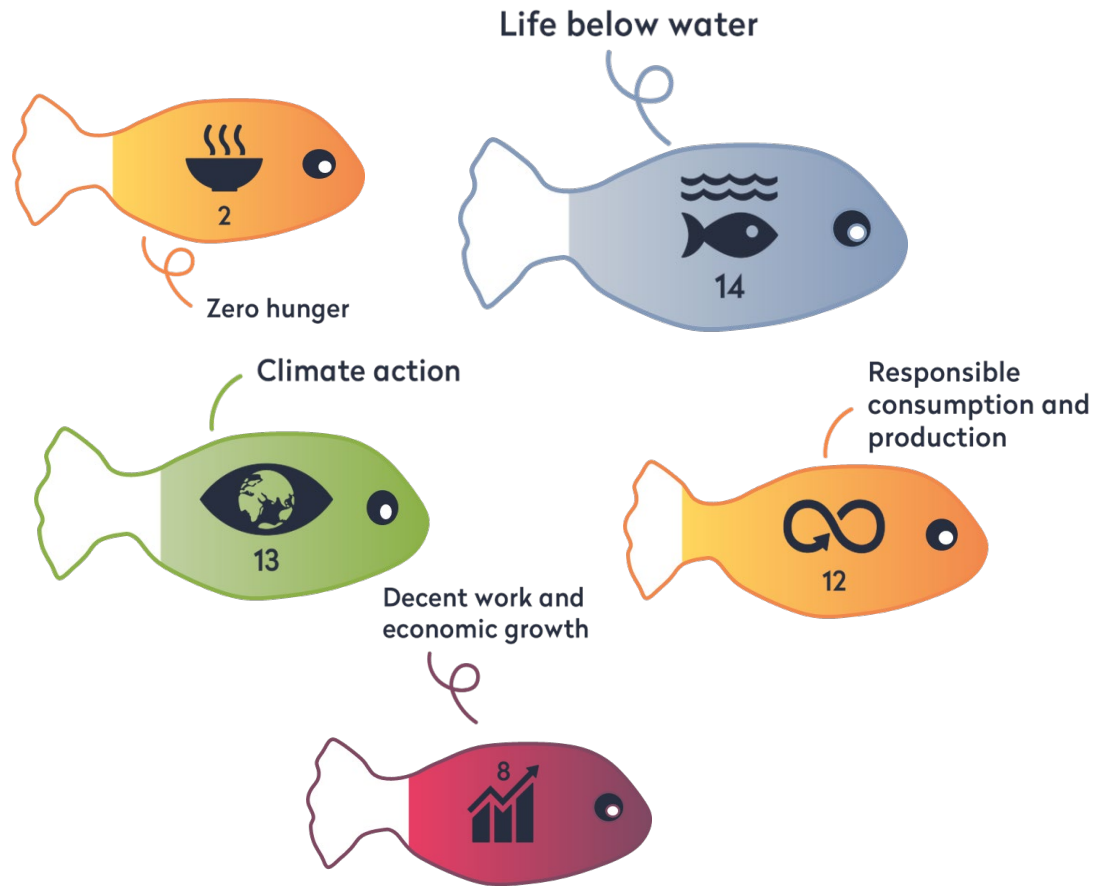 Life below water
14
2
Zero hunger
Climate action
13
Responsible
consumption and
production
12
Decent work and
economic growth
8